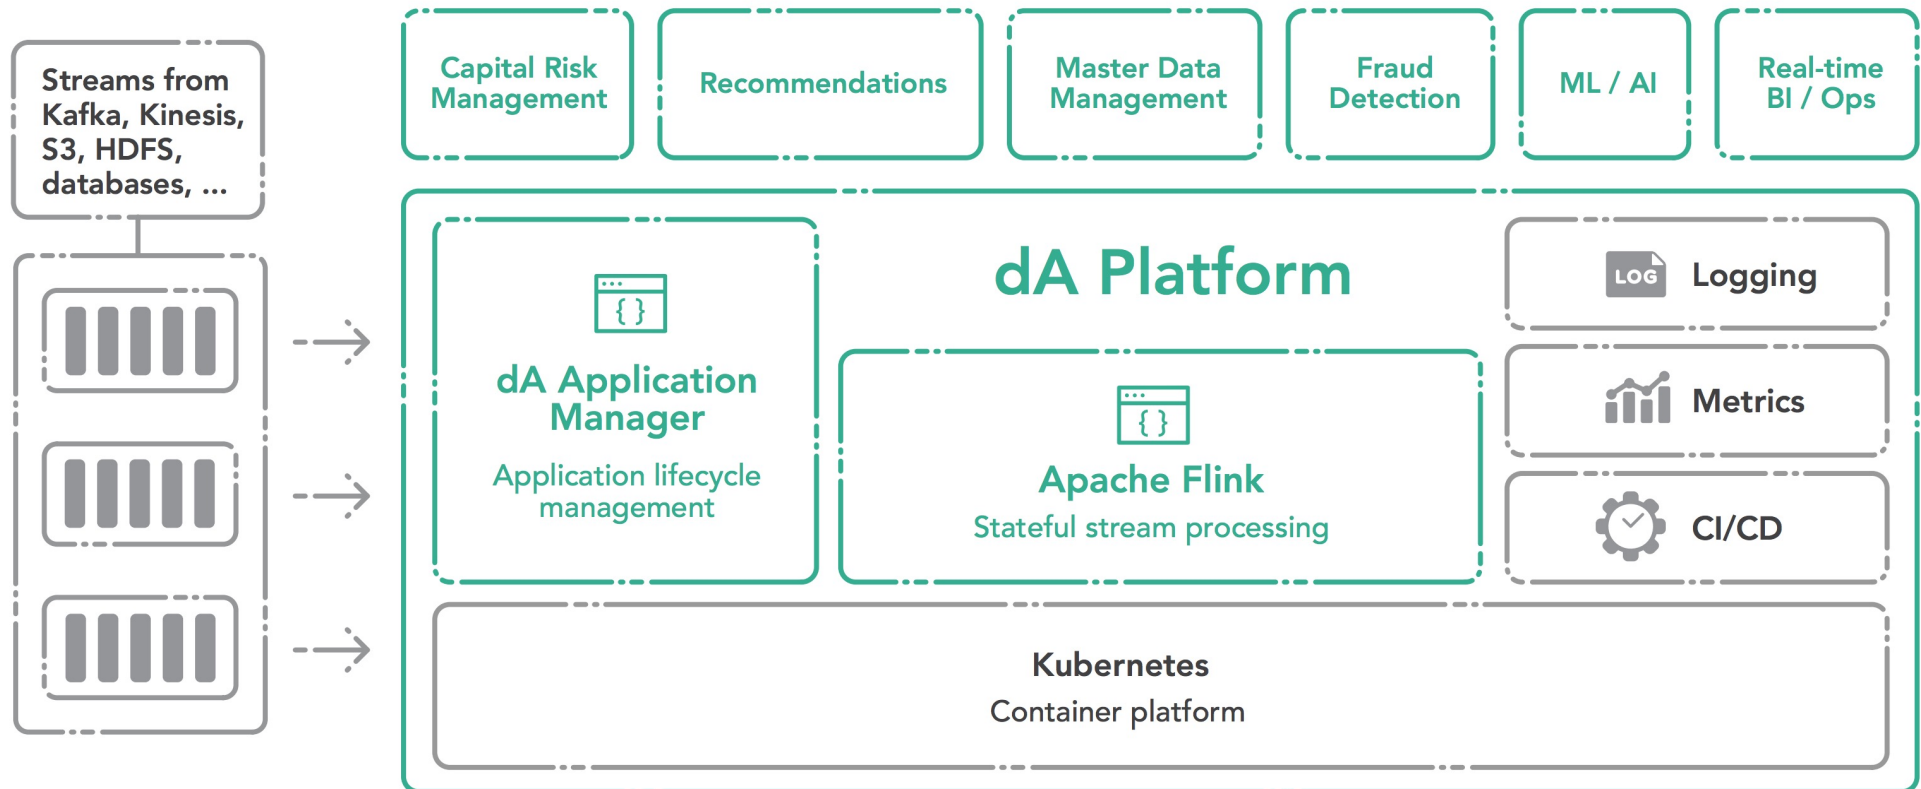 Streams from
Kafka, Kinesis,
S3, HDFS,
databases, ...
Capital Risk
Management
Recommendations
Master Data
Management
Fraud
Detection
ML / AI
Real-time
BI / Ops
dA Platform
{ }
dA Application
Manager
Application lifecycle
management
{ }
Apache Flink
Stateful stream processing
LOG
Logging
Metrics
CI/CD
Kubernetes
Container platform